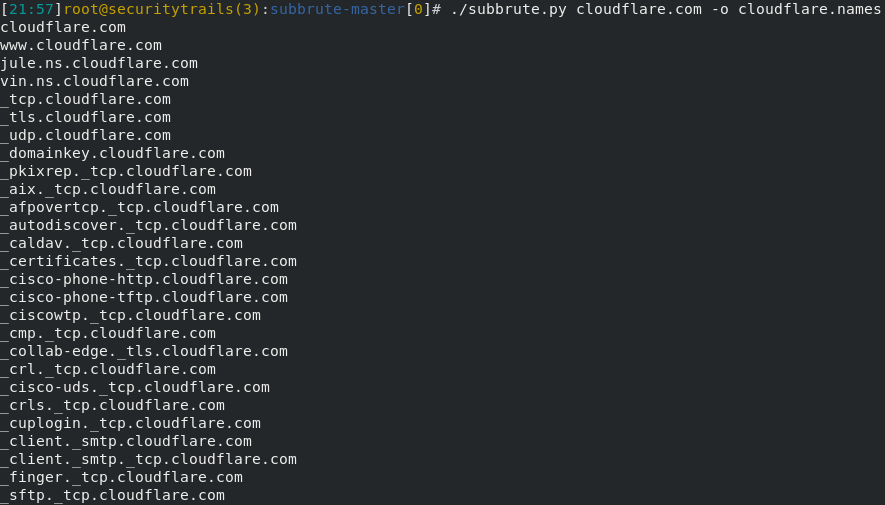 [21:57]root@securitytrails(3):subbrute-master[0]# ./subbrute.py cloudflare.com -o cloudflare.names
cloudflare.com
www.cloudflare.com
jule.ns.cloudflare.com
vin.ns.cloudflare.com
_tcp.cloudflare.com
_tls.cloudflare.com
_udp.cloudflare.com
_domainkey.cloudflare.com
_pkixrep._tcp.cloudflare.com
_aix._tcp.cloudflare.com
_afpovertcp._tcp.cloudflare.com
_autodiscover._tcp.cloudflare.com
_caldav._tcp.cloudflare.com
_certificates._tcp.cloudflare.com
_cisco-phone-http.cloudflare.com
_cisco-phone-tftp.cloudflare.com
_ciscowtp._tcp.cloudflare.com
_cmp._tcp.cloudflare.com
_collab-edge._tls.cloudflare.com
_crl._tcp.cloudflare.com
_cisco-uds._tcp.cloudflare.com
_crls._tcp.cloudflare.com
_cuplogin._tcp.cloudflare.com
_client._smtp.cloudflare.com
_client._smtp._tcp.cloudflare.com
_finger._tcp.cloudflare.com
_sftp._tcp.cloudflare.com